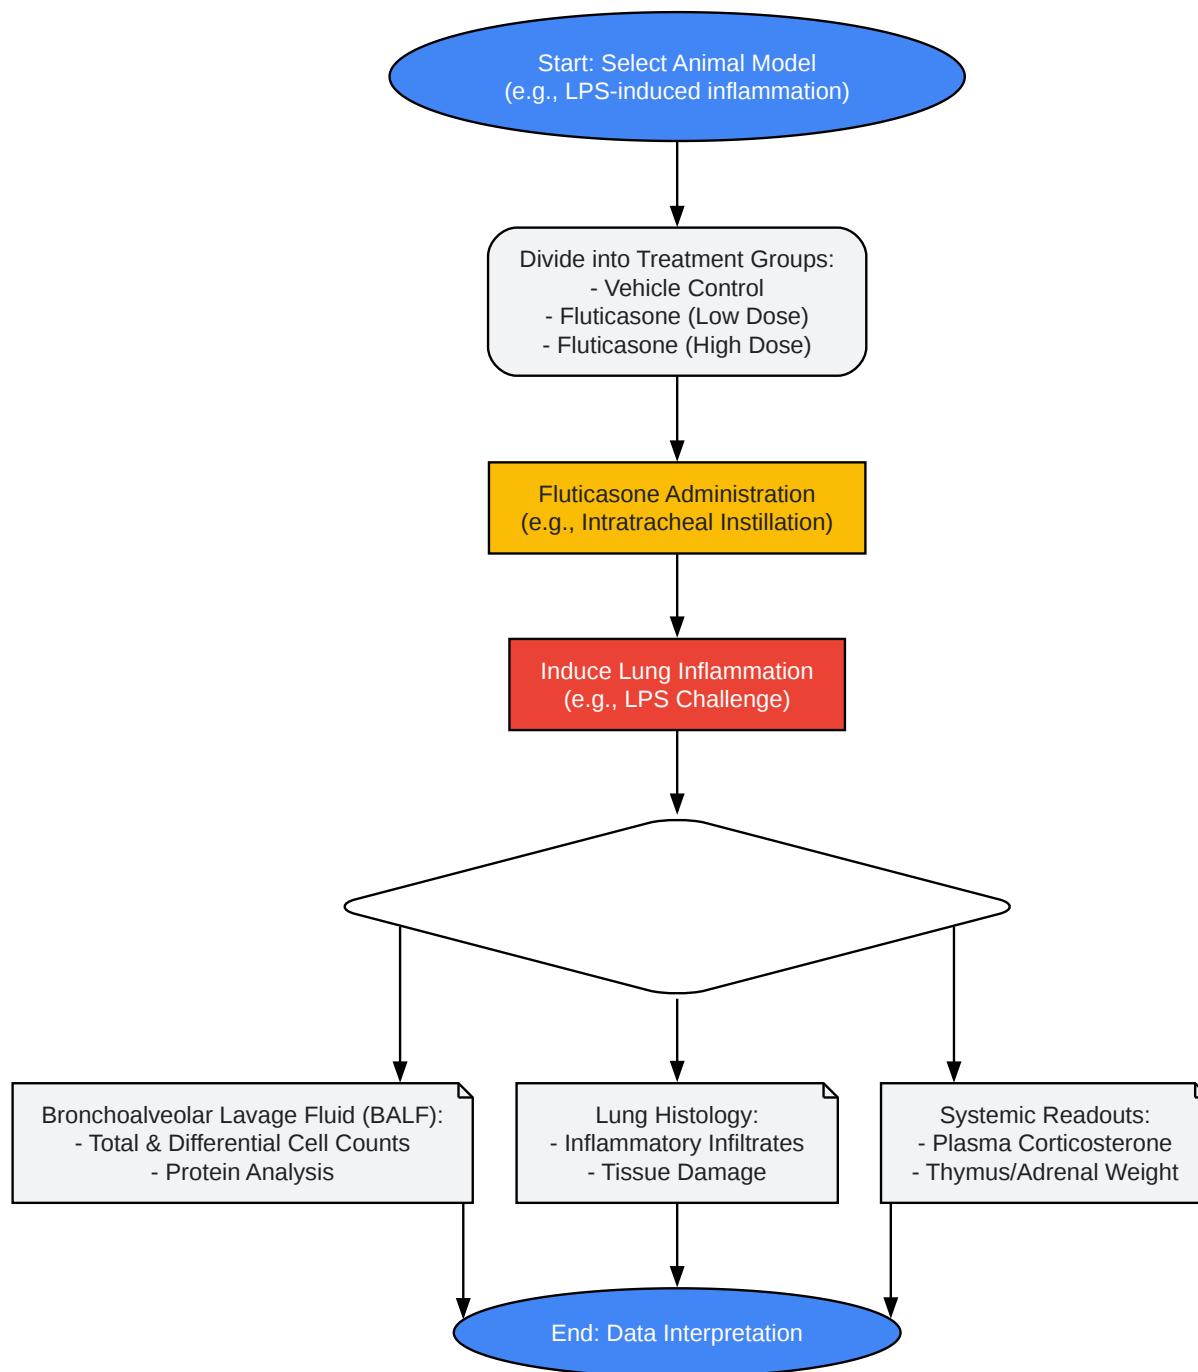 Start: Select Animal Model
(e.g., LPS-induced inflammation)
Divide into Treatment Groups:
- Vehicle Control
- Fluticasone (Low Dose)
- Fluticasone (High Dose)
Fluticasone Administration
(e.g., Intratracheal Instillation)
Induce Lung Inflammation
(e.g., LPS Challenge)
Bronchoalveolar Lavage Fluid (BALF):
- Total & Differential Cell Counts
- Protein Analysis
Lung Histology:
- Inflammatory Infiltrates
- Tissue Damage
Systemic Readouts:
- Plasma Corticosterone
- Thymus/Adrenal Weight
End: Data Interpretation